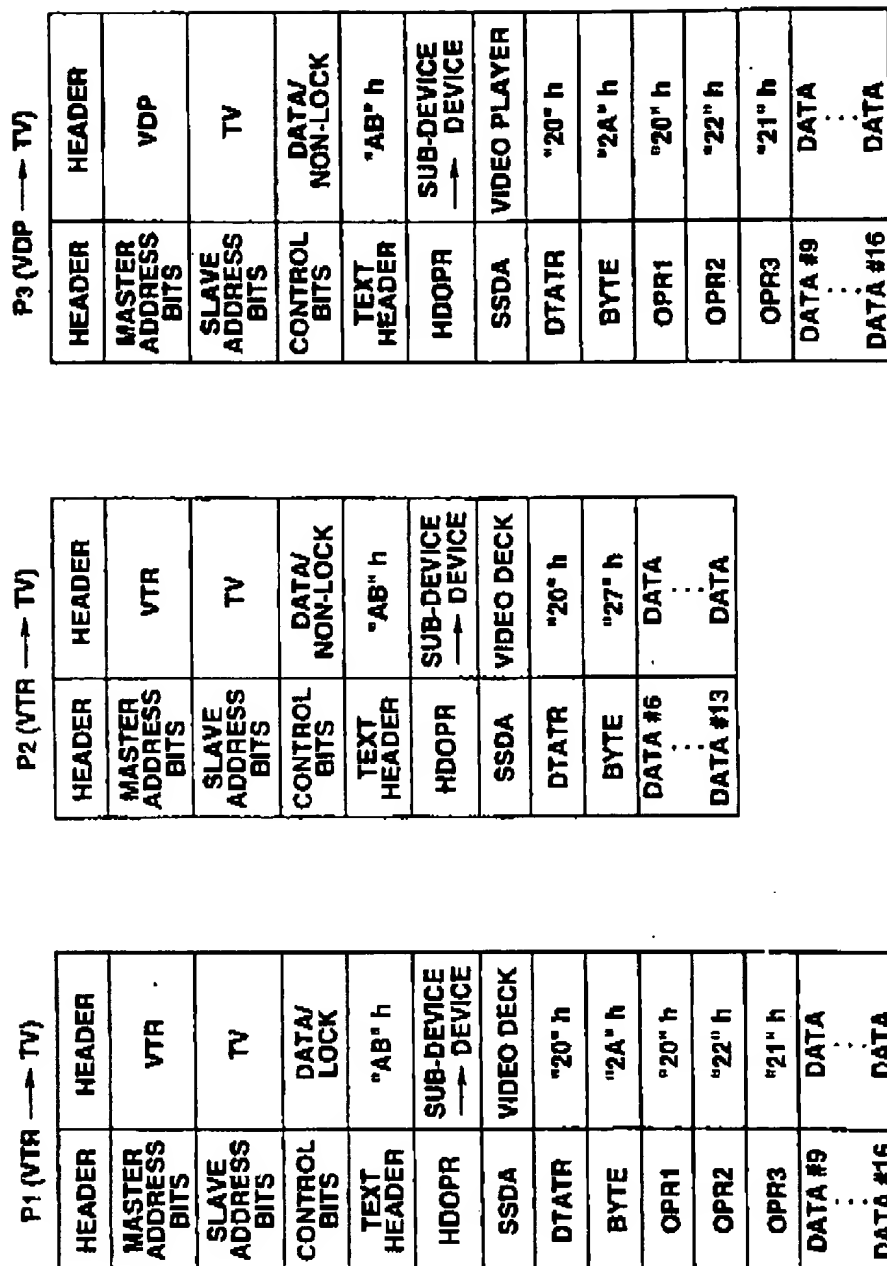 P1 (VTR → TV)
HEADER HEADER
MASTER
ADDRESS
BITS
VTR
SLAVE
ADDRESS
BITS
TV
CONTROL
BITS
DATA/
LOCK
TEXT
HEADER
"AB" h
HDOPR
SUB-DEVICE
→ DEVICE
SSDA VIDEO DECK
DTATR "20" h
BYTE "2A" h
OPR1 "20" h
OPR2 "22" h
OPR3 "21" h
DATA #9 DATA
DATA #16 DATA
P2 (VTR → TV)
HEADER HEADER
MASTER
ADDRESS
BITS
VTR
SLAVE
ADDRESS
BITS
TV
CONTROL
BITS
DATA/
NON-LOCK
TEXT
HEADER
"AB" h
HDOPR
SUB-DEVICE
→ DEVICE
SSDA VIDEO DECK
DTATR "20" h
BYTE "27" h
DATA #6 DATA
DATA #13 DATA
P3 (VDP → TV)
HEADER HEADER
MASTER
ADDRESS
BITS
VDP
SLAVE
ADDRESS
BITS
TV
CONTROL
BITS
DATA/
NON-LOCK
TEXT
HEADER
"AB" h
HDOPR
SUB-DEVICE
→ DEVICE
SSDA VIDEO PLAYER
DTATR "20" h
BYTE "2A" h
OPR1 "20" h
OPR2 "22" h
OPR3 "21" h
DATA #9 DATA
DATA #16 DATA